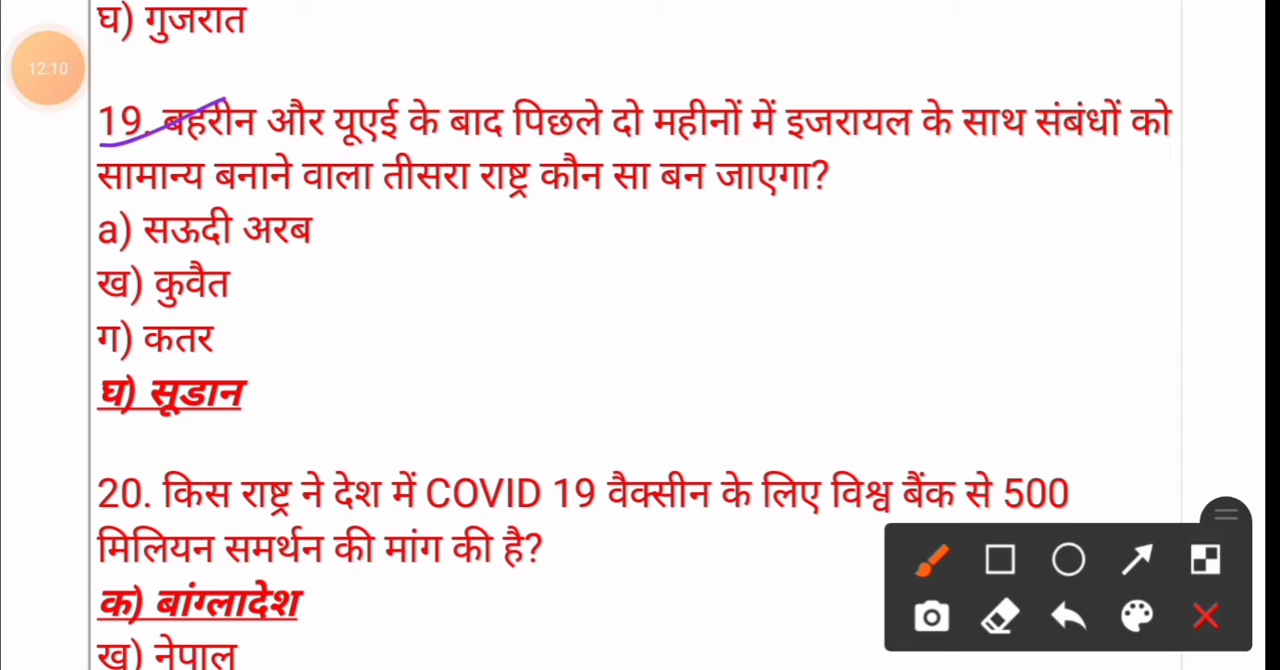 घ) गुजरात
12:10
19. बहरीन और यूएई के बाद पिछले दो महीनों में इजरायल के साथ संबंधों को
सामान्य बनाने वाला तीसरा राष्ट्र कौन सा बन जाएगा?
a) सऊदी अरब
ख) कुवैत
ग) कतर
घ) सूडान
20. किस राष्ट्र ने देश में COVID 19 वैक्सीन के लिए विश्व बैंक से 500
मिलियन समर्थन की मांग की है?
क) बांग्लादेश
ख) नेपाल